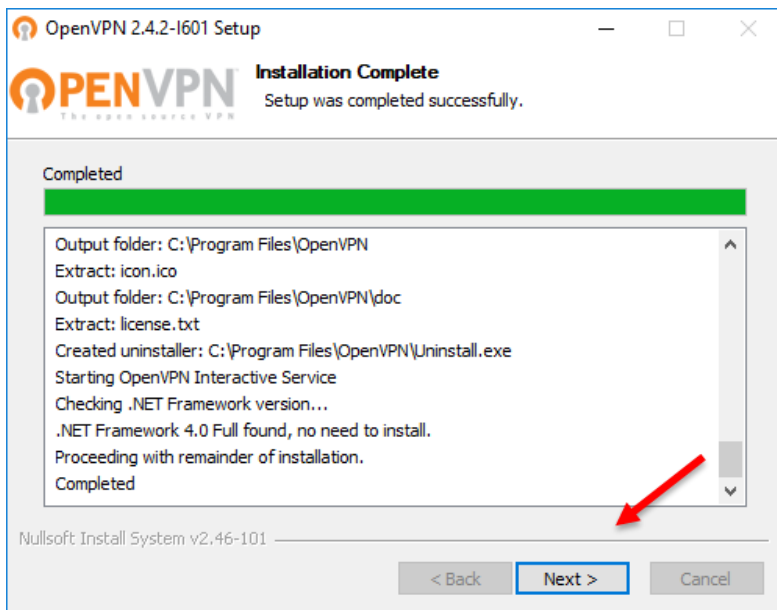 OpenVPN 2.4.2-I601 Setup
OPENVPN
The open source VPN
Installation Complete
Setup was completed successfully.
Completed
Output folder: C:\Program Files\OpenVPN
Extract: icon.ico
Output folder: C:\Program Files\OpenVPN\doc
Extract: license.txt
Created uninstaller: C:\Program Files\OpenVPN\Uninstall.exe
Starting OpenVPN Interactive Service
Checking .NET Framework version...
.NET Framework 4.0 Full found, no need to install.
Proceeding with remainder of installation.
Completed
Nullsoft Install System v2.46-101
< Back Next > Cancel